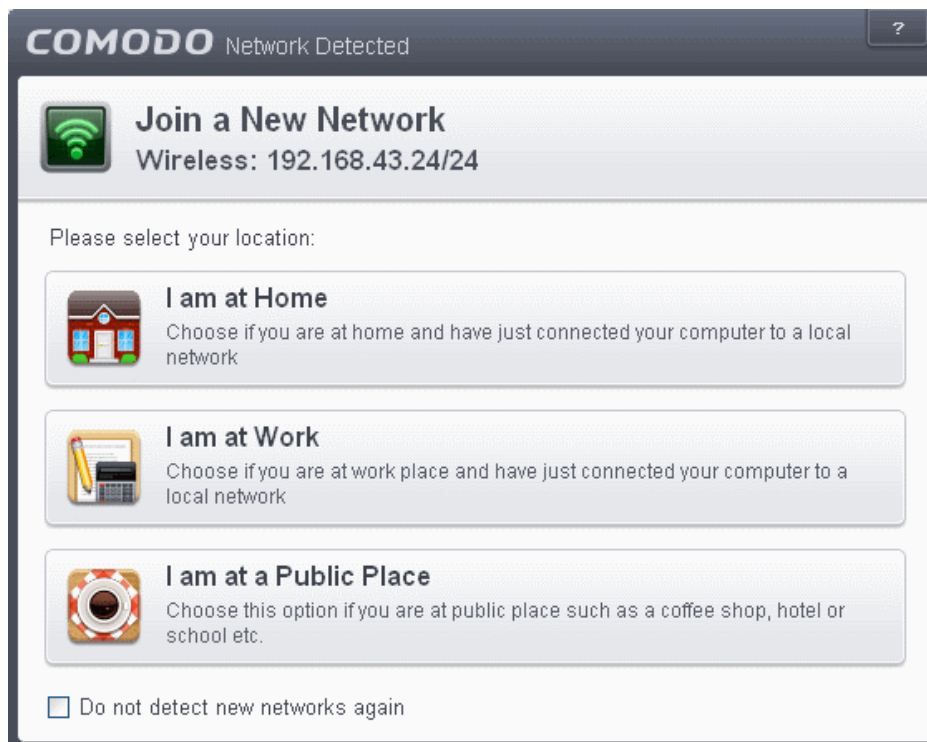 COMODO Network Detected
?
Join a New Network
Wireless: 192.168.43.24/24
Please select your location:
I am at Home
Choose if you are at home and have just connected your computer to a local
network
I am at Work
Choose if you are at work place and have just connected your computer to a
local network
I am at a Public Place
Choose this option if you are at public place such as a coffee shop, hotel or
school etc.
Do not detect new networks again